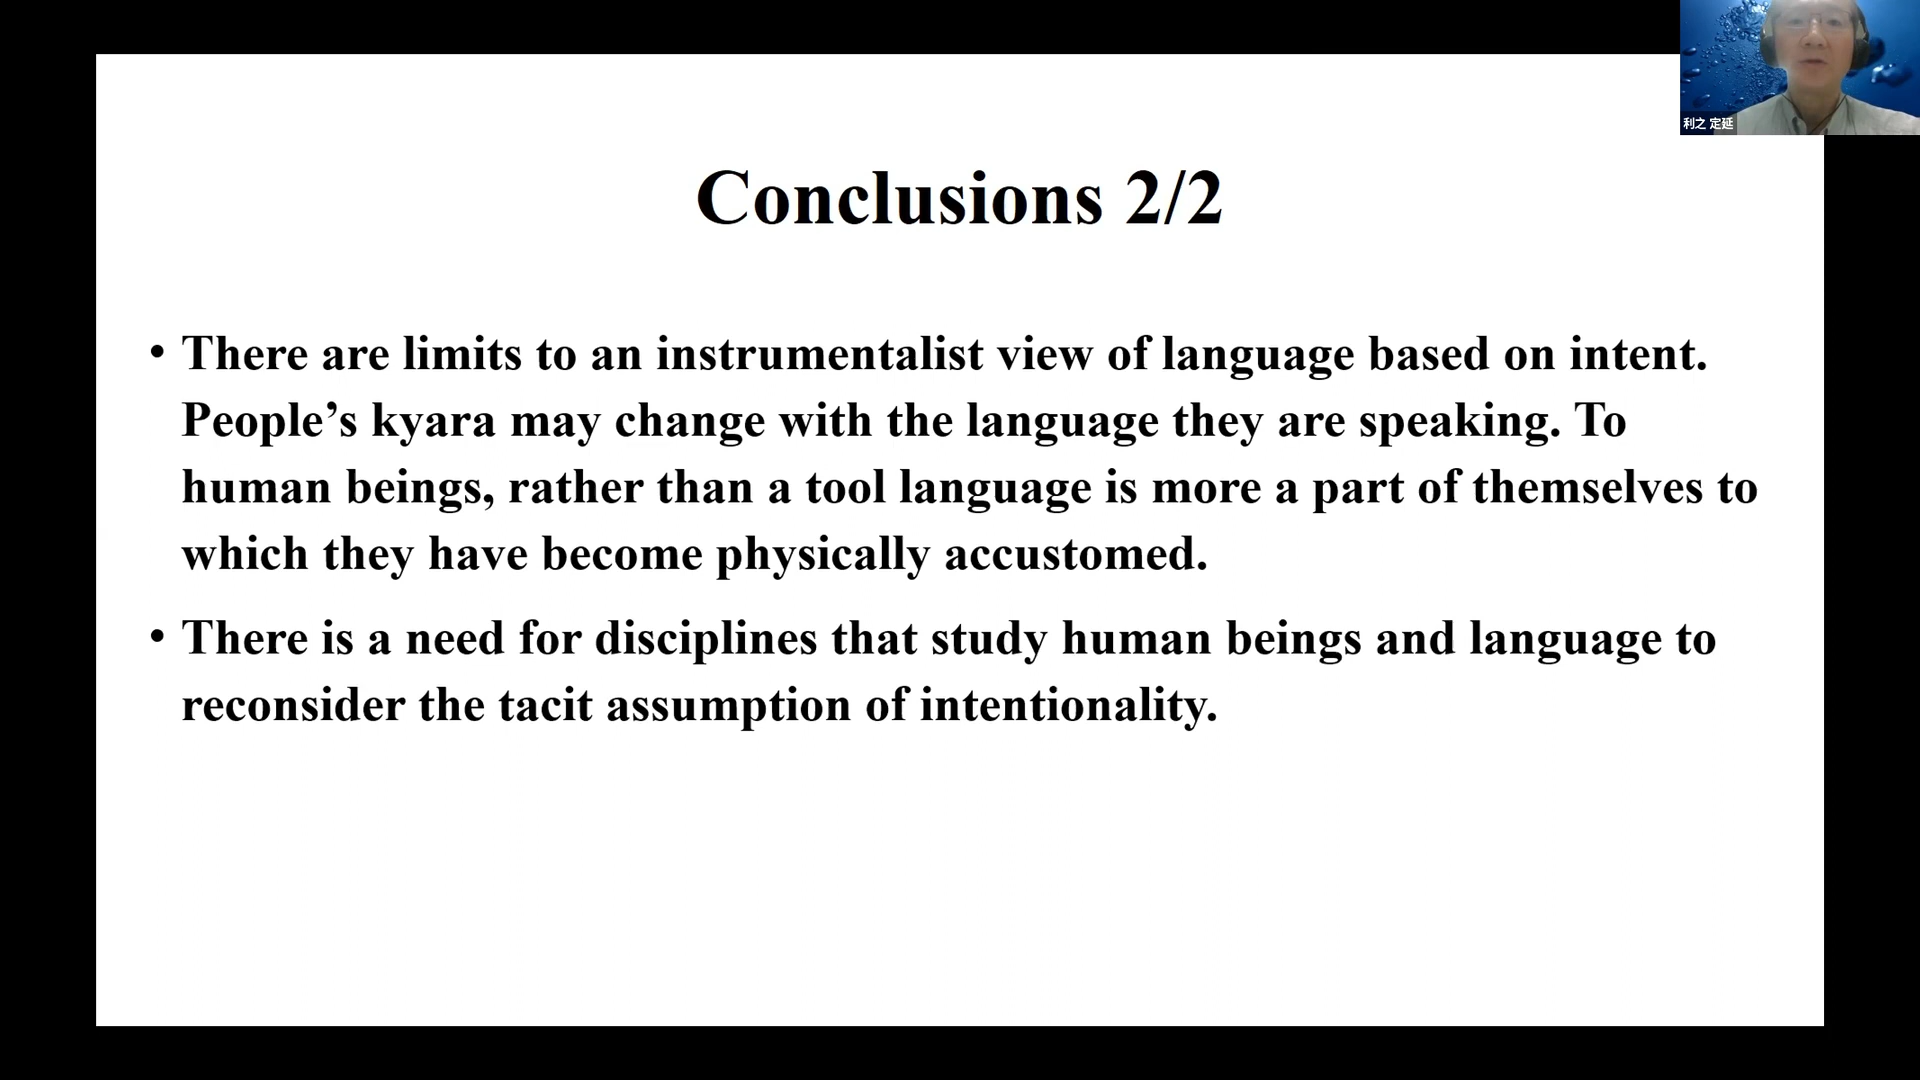 利之 定延
Conclusions 2/2
• There are limits to an instrumentalist view of language based on intent.
People’s kyara may change with the language they are speaking. To
human beings, rather than a tool language is more a part of themselves to
which they have become physically accustomed.
• There is a need for disciplines that study human beings and language to
reconsider the tacit assumption of intentionality.